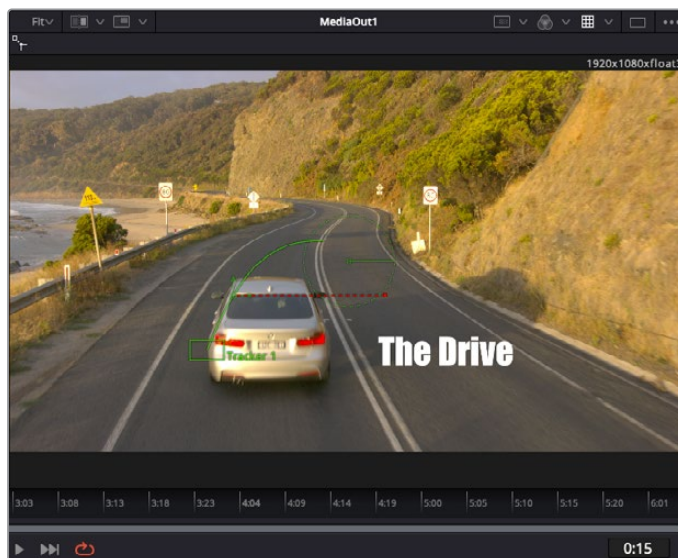 Fit MediaOut1
1920x1080xfloat3
Tracker 1
The Drive
3:03 3:08 3:13 3:18 3:23 4:04 4:09 4:14 4:19 5:00 5:05 5:10 5:15 5:20 6:01
0:15